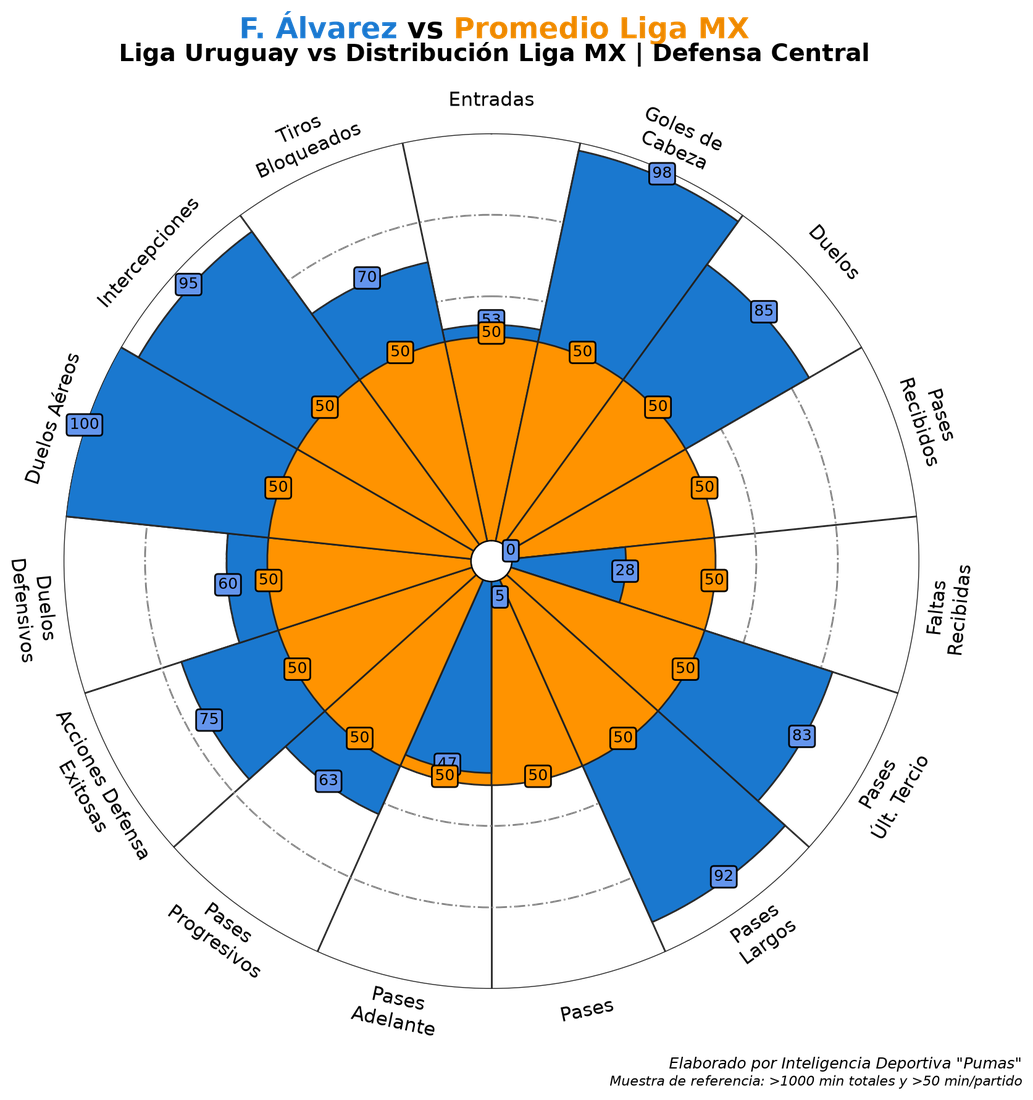 F. Álvarez vs Promedio Liga MX
Liga Uruguay vs Distribución Liga MX | Defensa Central
Entradas
Goles de
Cabeza
Duelos
Pases
Recibidos
Faltas
Recibidas
Pases
Últ. Tercio
Pases
Largos
Pases
Pases
Adelante
Pases
Progresivos
Acciones Defensa
Exitosas
Duelos
Defensivos
Duelos Aéreos
Intercepciones
Tiros
Bloqueados
53
50
98
50
85
50
0
50
28
50
83
50
92
50
5
50
47
50
63
50
75
50
60
50
100
50
95
50
70
50
Elaborado por Inteligencia Deportiva "Pumas"
Muestra de referencia: >1000 min totales y >50 min/partido